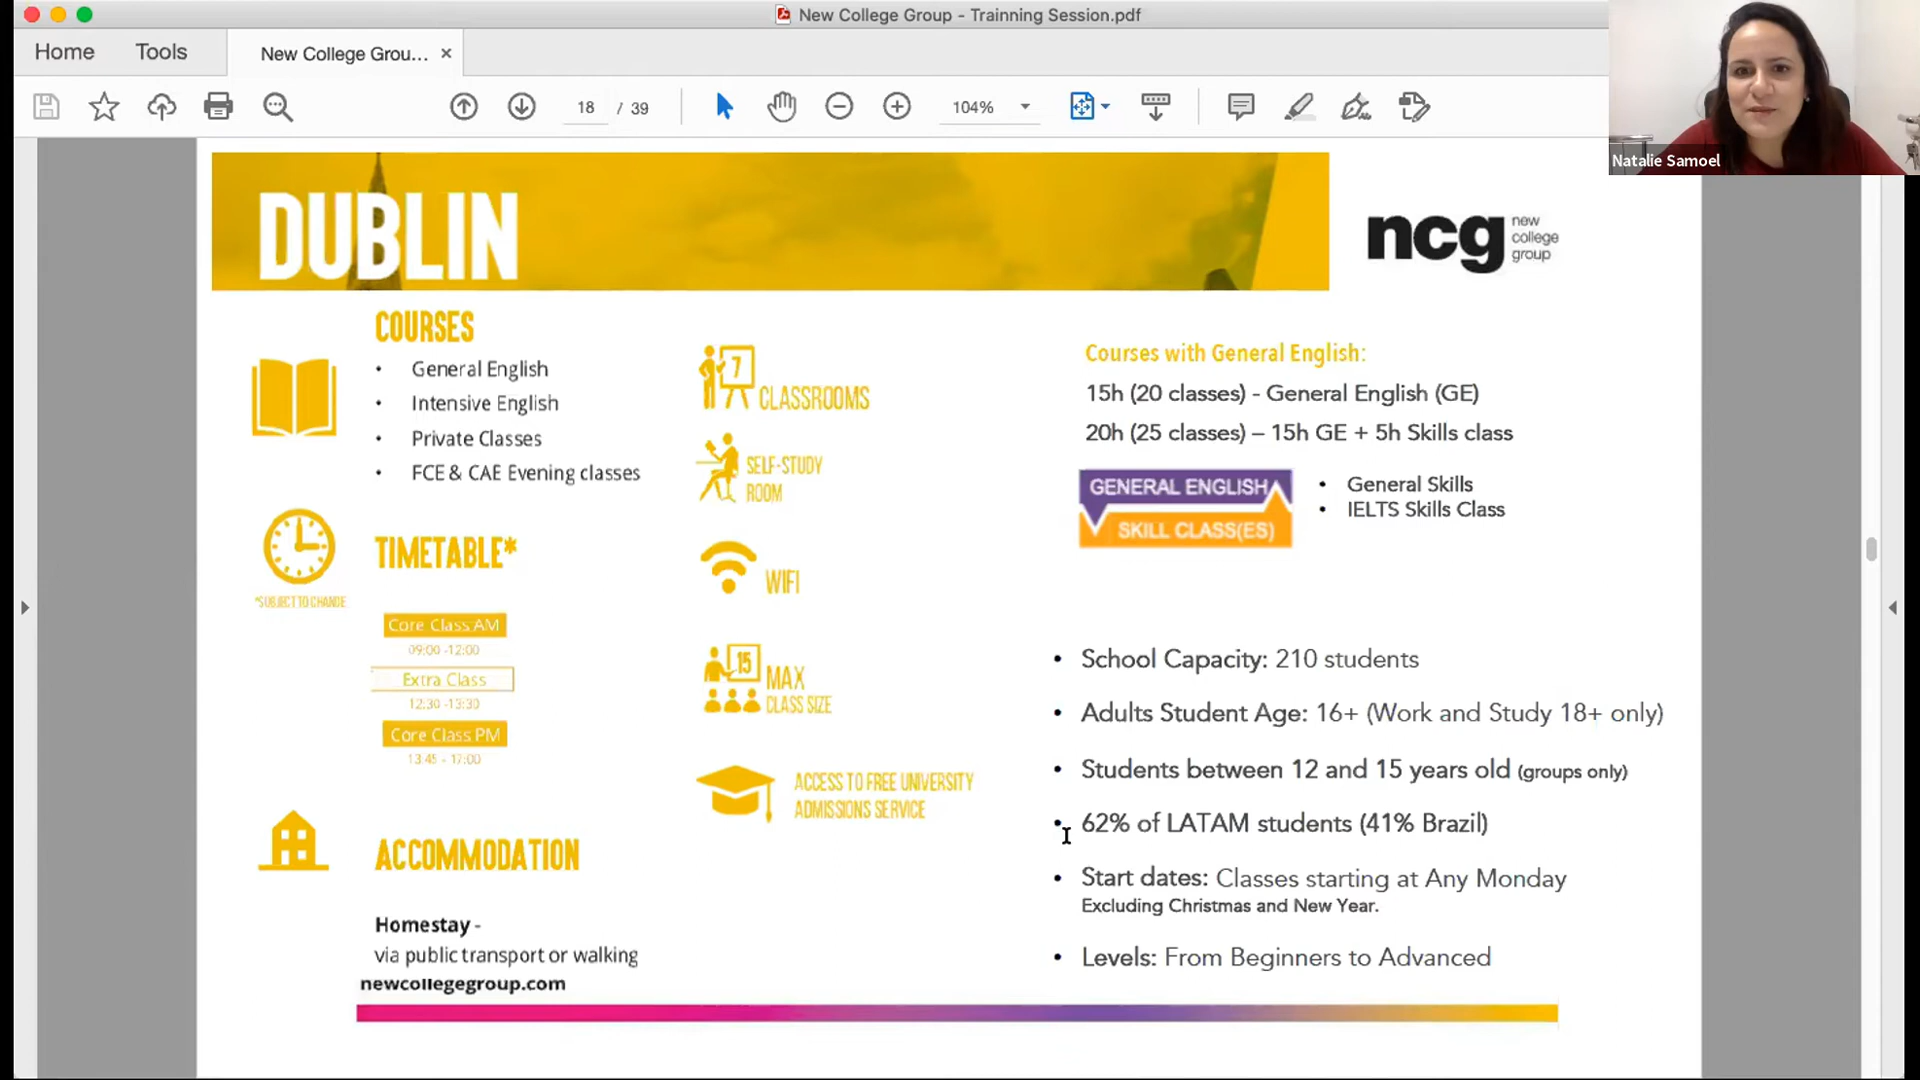 New College Group - Trainning Session.pdf
Home
Tools
New College Grou...
18 / 39
104%
Natalie Samoel
DUBLIN
ncg new college group
COURSES
• General English
• Intensive English
• Private Classes
• FCE & CAE Evening classes
TIMETABLE*
*SUBJECT TO CHANGE
Core Class AM
09:00 -12:00
Extra Class
12:30 -13:30
Core Class PM
13:45 - 17:00
ACCOMMODATION
Homestay -
via public transport or walking
newcollegegroup.com
7
CLASSROOMS
SELF-STUDY
ROOM
WIFI
15
MAX
CLASS SIZE
ACCESS TO FREE UNIVERSITY
ADMISSIONS SERVICE
Courses with General English:
15h (20 classes) - General English (GE)
20h (25 classes) – 15h GE + 5h Skills class
GENERAL ENGLISH
SKILL CLASS(ES)
• General Skills
• IELTS Skills Class
• School Capacity: 210 students
• Adults Student Age: 16+ (Work and Study 18+ only)
• Students between 12 and 15 years old (groups only)
• 62% of LATAM students (41% Brazil)
• Start dates: Classes starting at Any Monday
Excluding Christmas and New Year.
• Levels: From Beginners to Advanced